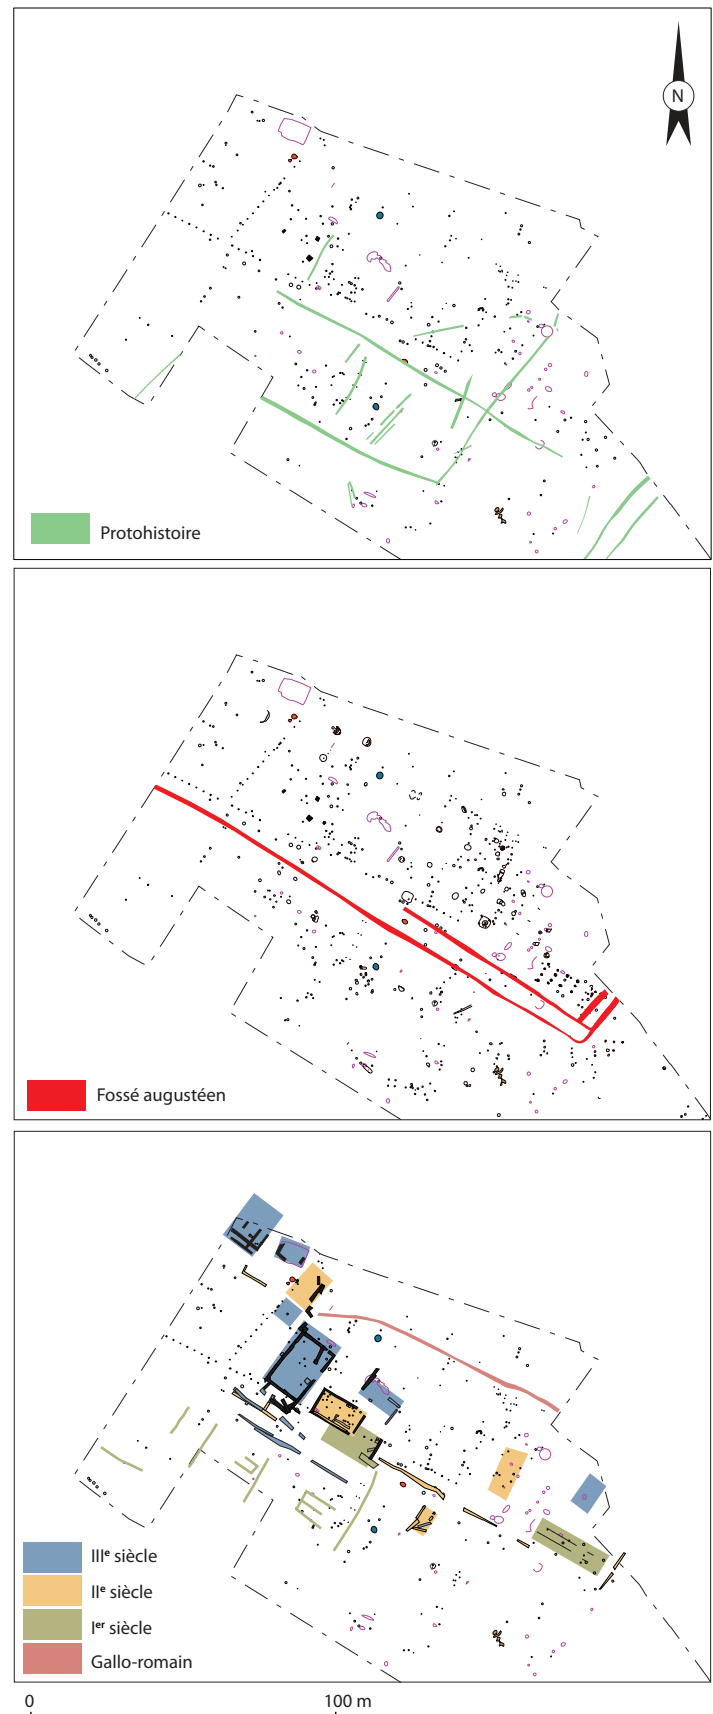 N
Protohistoire
Fossé augustéen
IIIᵉ siècle
IIᵉ siècle
Iᵉʳ siècle
Gallo-romain
0 100 m